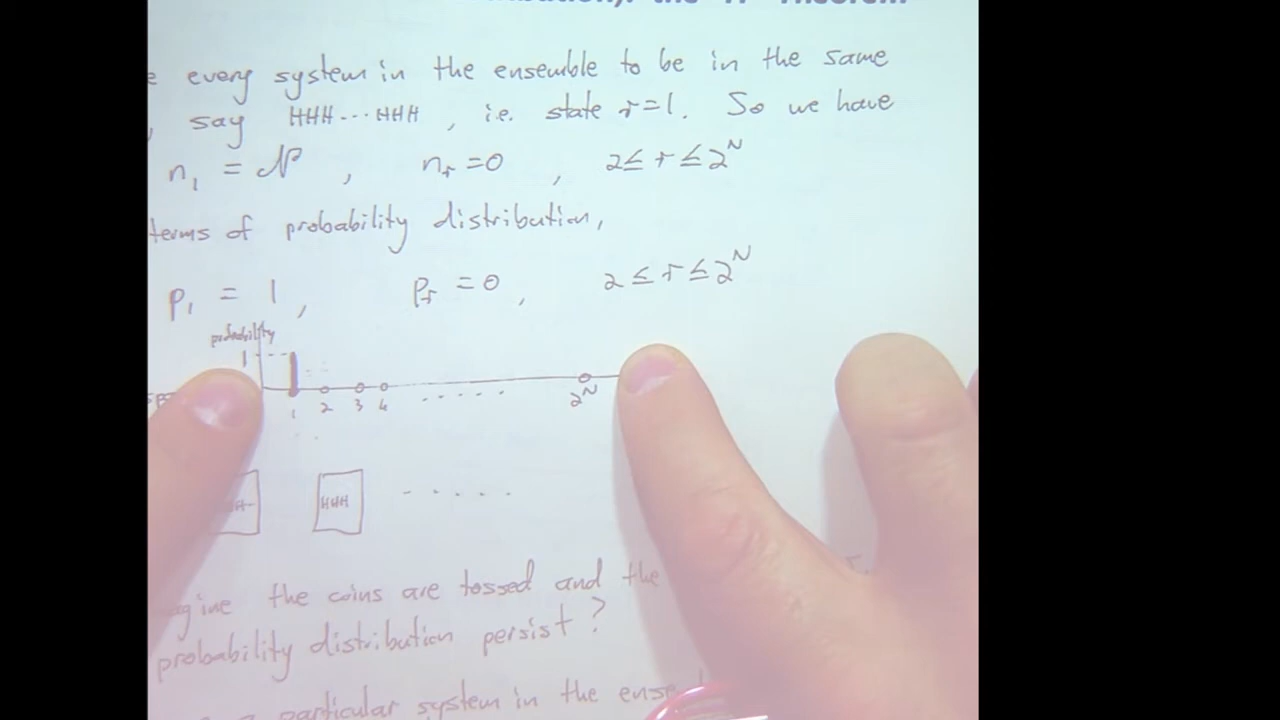 the H Theorem
every system in the ensemble to be in the same
say HHH...HHH, i.e. state r=1. So we have
n₁ = 𝒩, nᵣ = 0, 2 ≤ r ≤ 2ᴺ
terms of probability distribution,
p₁ = 1, pᵣ = 0, 2 ≤ r ≤ 2ᴺ
probability
1
1 2 3 4 ...... 2ᴺ
HHH .....
the coins are tossed and the
probability distribution persist?
particular system in the